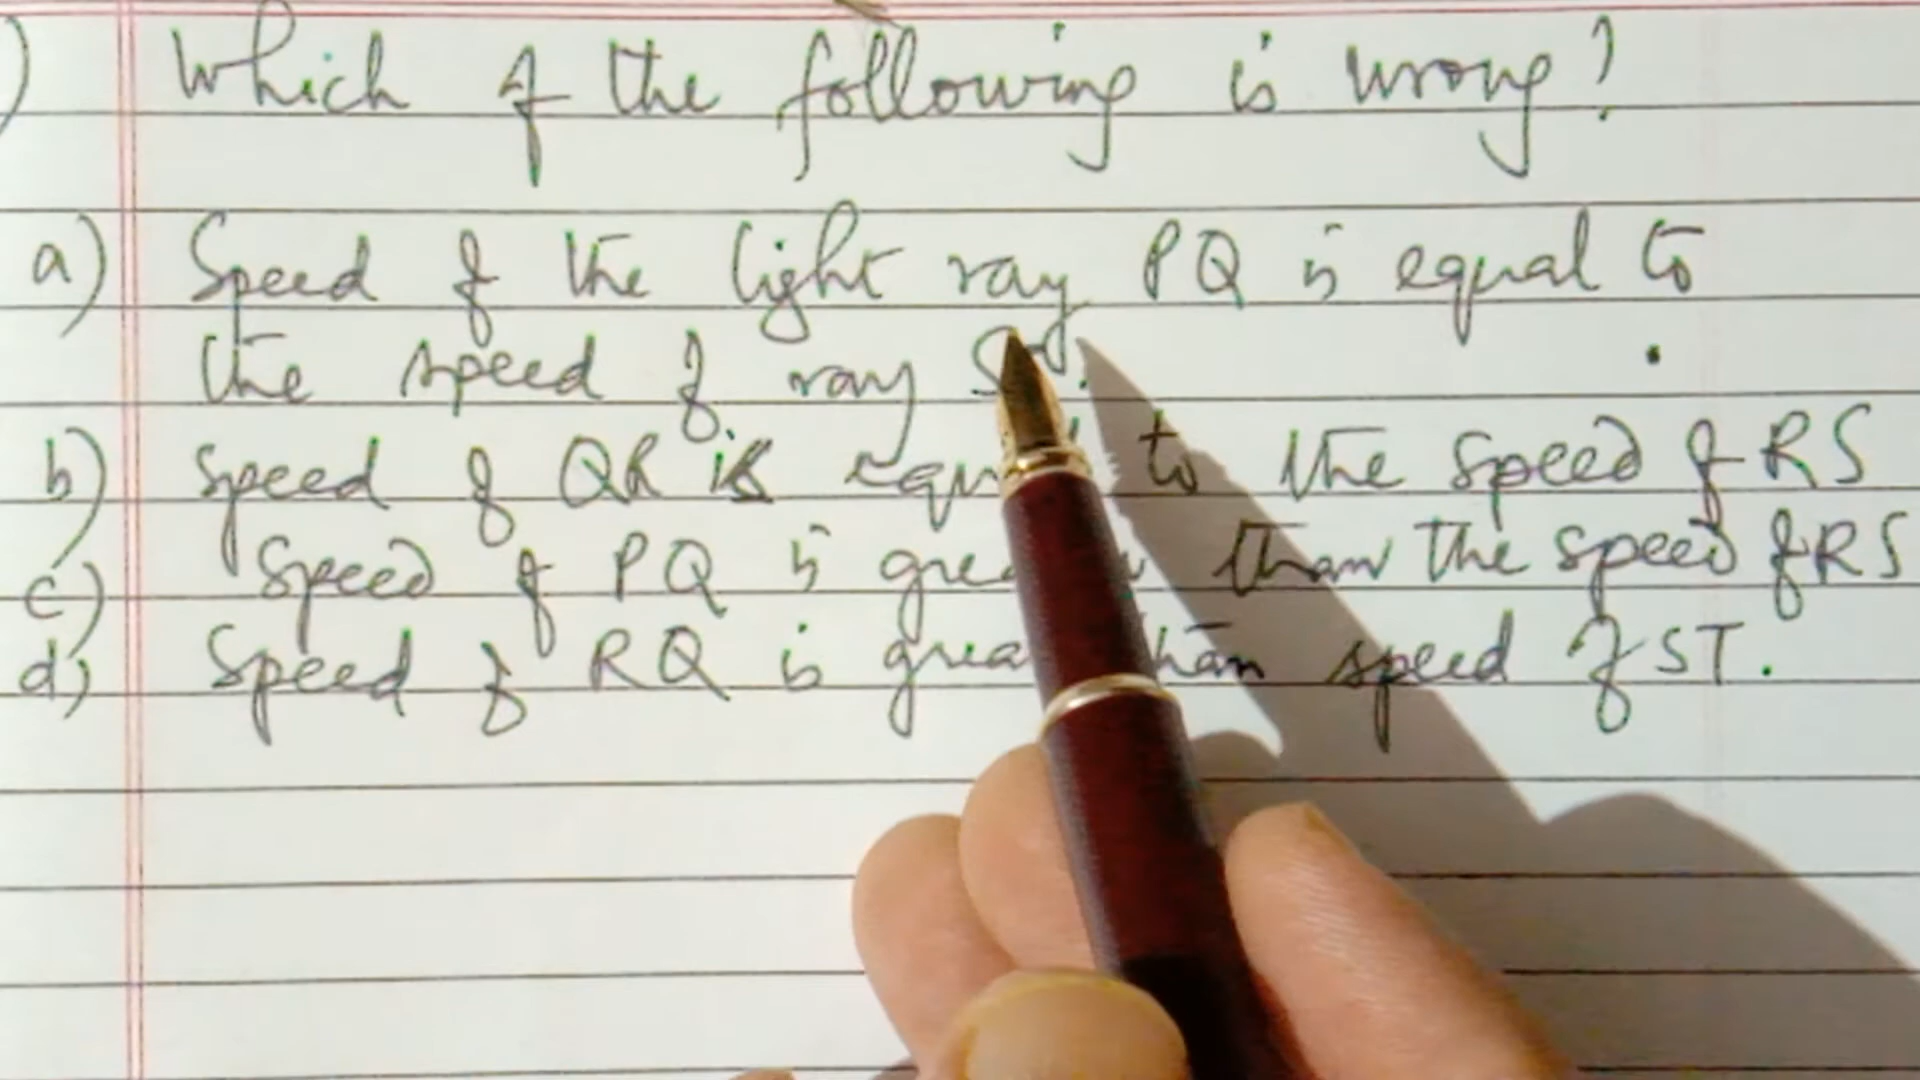 ) Which of the following is wrong?
a) Speed of the light ray PQ is equal to
the speed of ray
b) Speed of QR is to the speed of RS
c) Speed of PQ is than the speed of RS
d) Speed of RQ is than speed of ST.